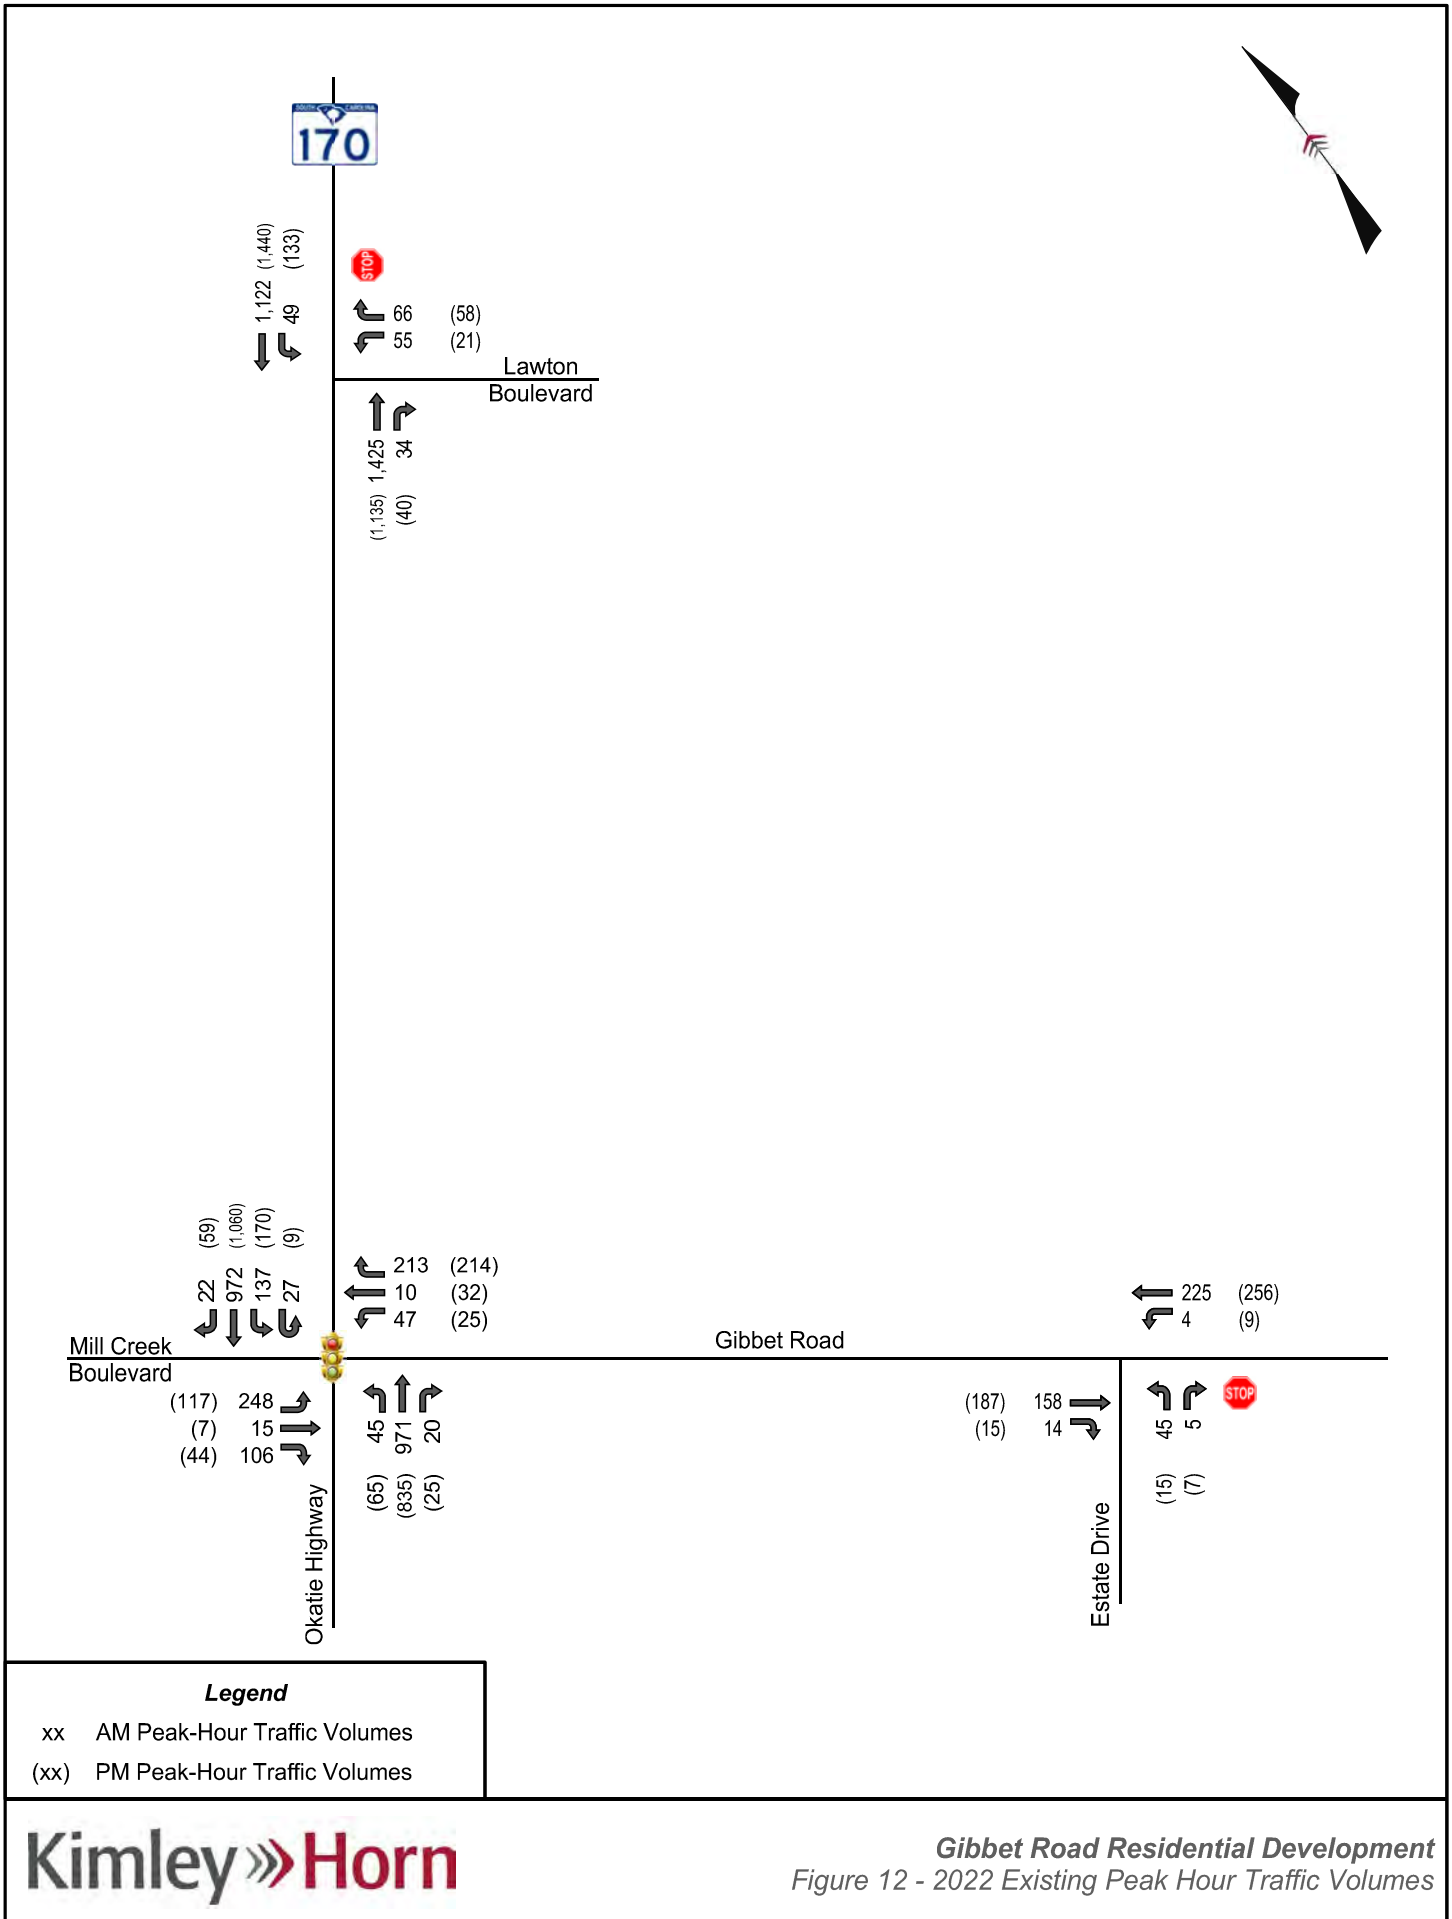 SOUTH CAROLINA
170
1,122 (1,440)
49 (133)
STOP
66 (58)
55 (21)
Lawton
Boulevard
(1,135) 1,425
(40) 34
22 (59)
972 (1,060)
137 (170)
27 (9)
213 (214)
10 (32)
47 (25)
225 (256)
4 (9)
Mill Creek
Boulevard
Gibbet Road
(117) 248
(7) 15
(44) 106
(65) 45
(835) 971
(25) 20
(187) 158
(15) 14
(15) 45
(7) 5
STOP
Okatie Highway
Estate Drive
Legend
xx AM Peak-Hour Traffic Volumes
(xx) PM Peak-Hour Traffic Volumes
Kimley»Horn
Gibbet Road Residential Development
Figure 12 - 2022 Existing Peak Hour Traffic Volumes